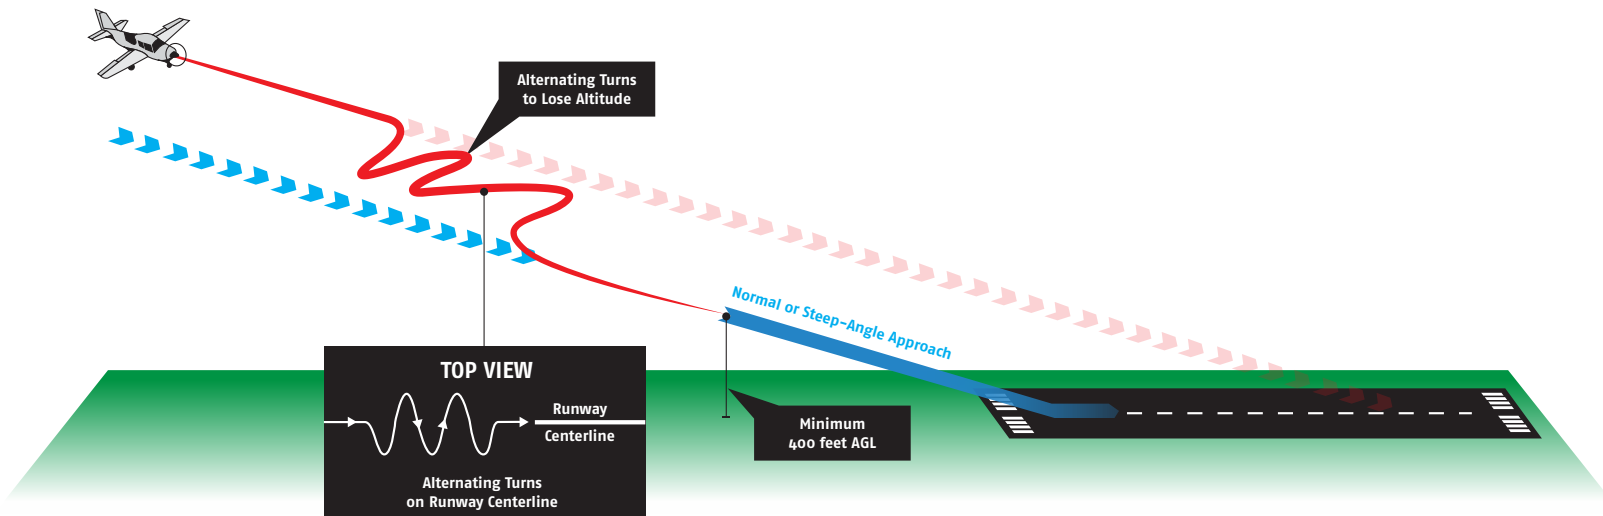 Alternating Turns
to Lose Altitude
Normal or Steep-Angle Approach
TOP VIEW
Runway
Centerline
Alternating Turns
on Runway Centerline
Minimum
400 feet AGL